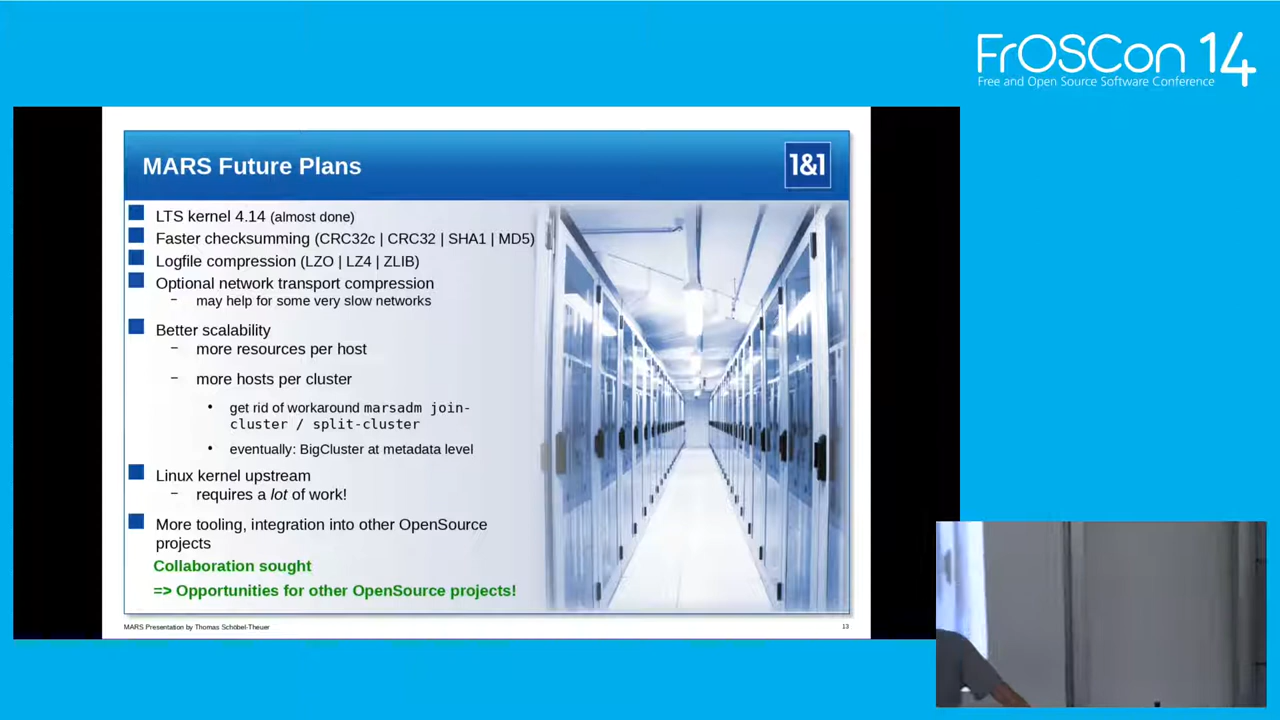 FrOSCon 14
Free and Open Source Software Conference
MARS Future Plans
1&1
LTS kernel 4.14 (almost done)
Faster checksumming (CRC32c | CRC32 | SHA1 | MD5)
Logfile compression (LZO | LZ4 | ZLIB)
Optional network transport compression
– may help for some very slow networks
Better scalability
– more resources per host
– more hosts per cluster
• get rid of workaround marsadm join-
cluster / split-cluster
• eventually: BigCluster at metadata level
Linux kernel upstream
– requires a lot of work!
More tooling, integration into other OpenSource
projects
Collaboration sought
=> Opportunities for other OpenSource projects!
MARS Presentation by Thomas Schöbel-Theuer
13